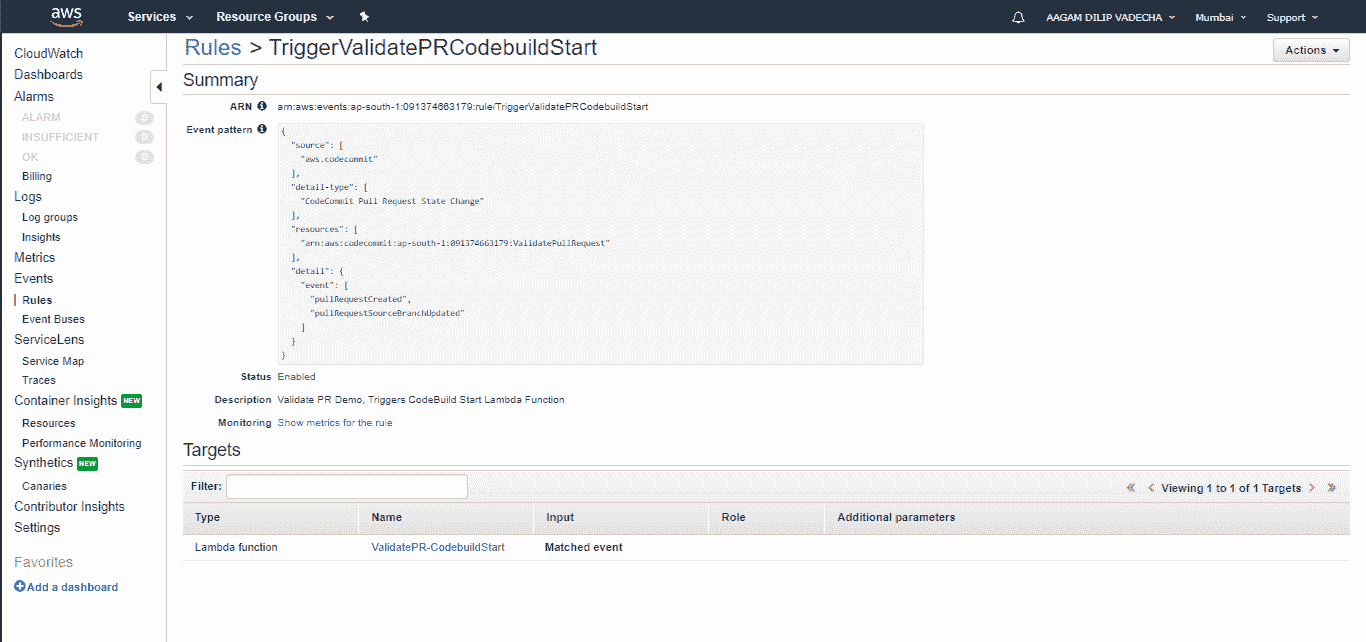 aws
Services
Resource Groups
AAGAM DILIP VADECHA
Mumbai
Support
CloudWatch
Dashboards
Alarms
ALARM 0
INSUFFICIENT 0
OK 0
Billing
Logs
Log groups
Insights
Metrics
Events
Rules
Event Buses
ServiceLens
Service Map
Traces
Container Insights NEW
Resources
Performance Monitoring
Synthetics NEW
Canaries
Contributor Insights
Settings
Favorites
Add a dashboard
Rules > TriggerValidatePRCodebuildStart
Actions
Summary
ARN arn:aws:events:ap-south-1:091374663179:rule/TriggerValidatePRCodebuildStart
Event pattern
{
"source": [
"aws.codecommit"
],
"detail-type": [
"CodeCommit Pull Request State Change"
],
"resources": [
"arn:aws:codecommit:ap-south-1:091374663179:ValidatePullRequest"
],
"detail": {
"event": [
"pullRequestCreated",
"pullRequestSourceBranchUpdated"
]
}
}
Status Enabled
Description Validate PR Demo, Triggers CodeBuild Start Lambda Function
Monitoring Show metrics for the rule
Targets
Filter:
« < Viewing 1 to 1 of 1 Targets > »
Type Name Input Role Additional parameters
Lambda function ValidatePR-CodebuildStart Matched event